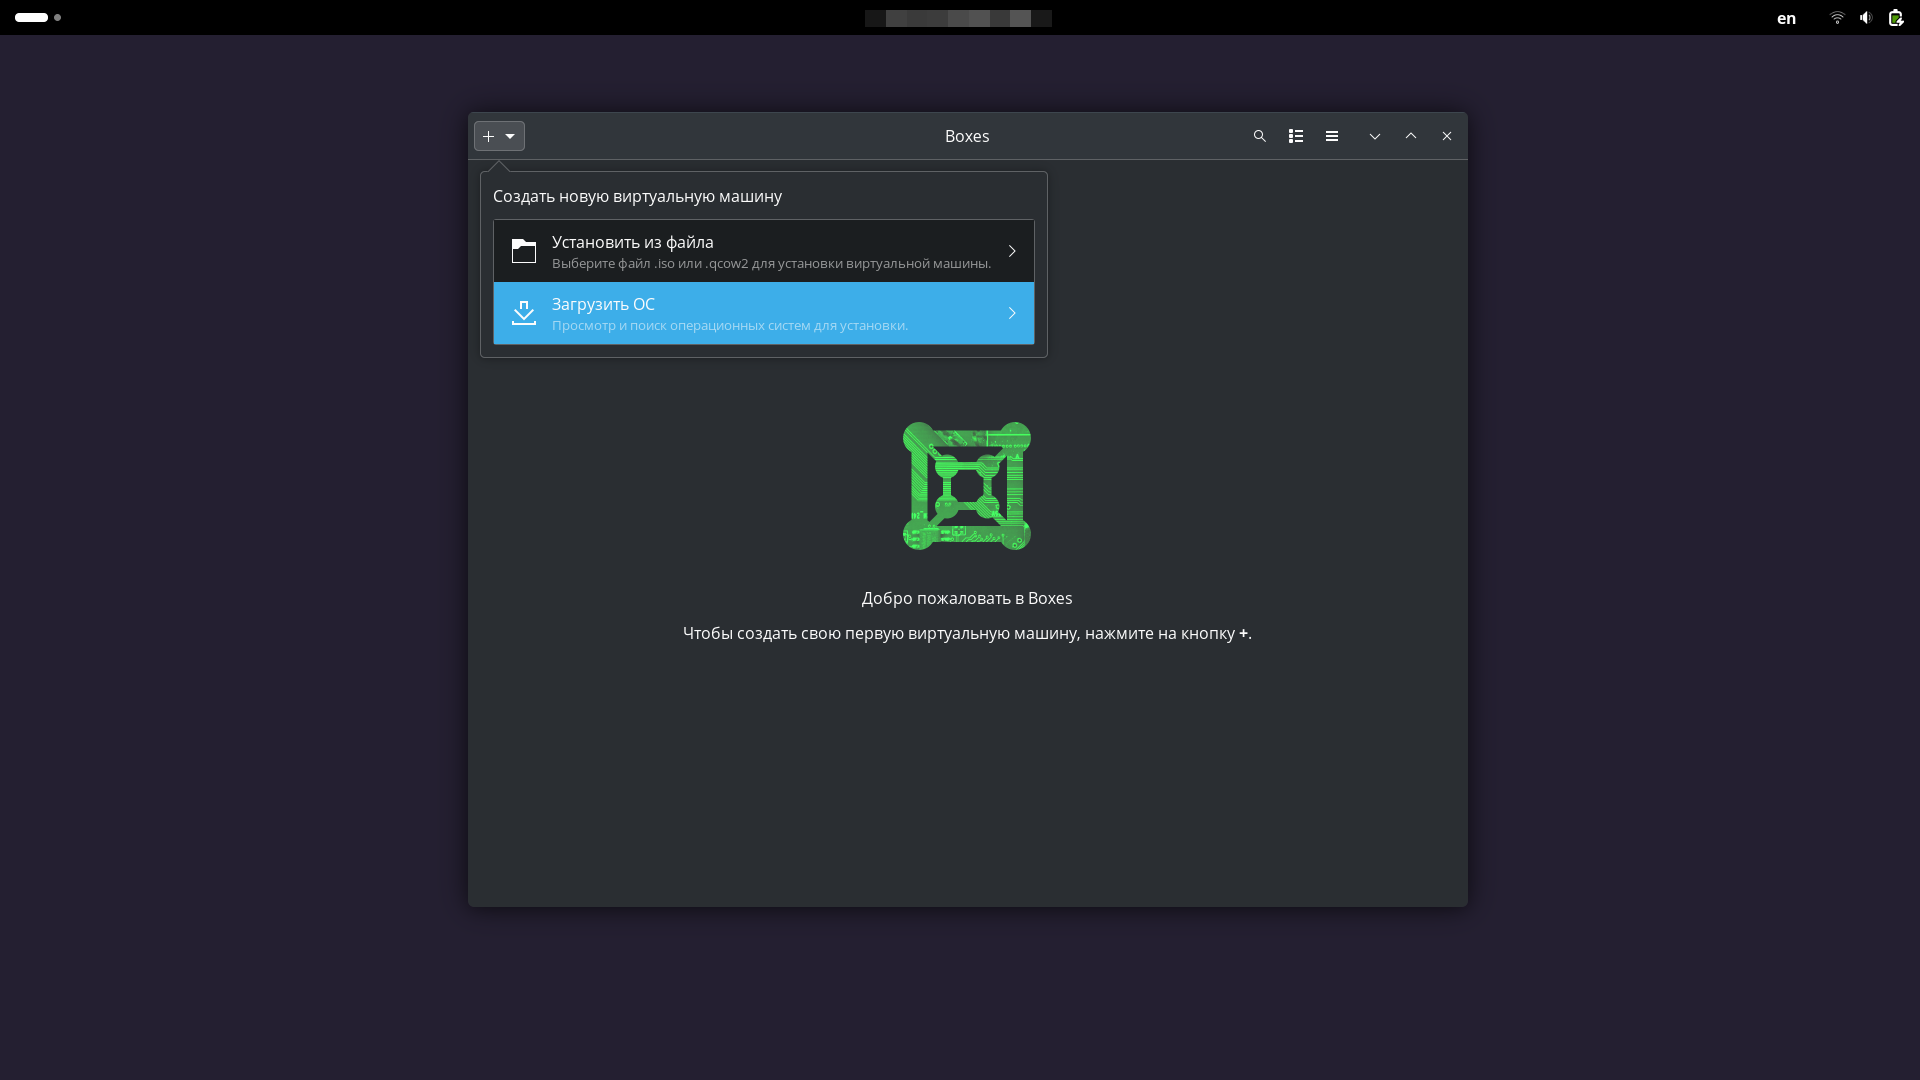 en
Boxes
Создать новую виртуальную машину
Установить из файла
Выберите файл .iso или .qcow2 для установки виртуальной машины.
Загрузить ОС
Просмотр и поиск операционных систем для установки.
Добро пожаловать в Boxes
Чтобы создать свою первую виртуальную машину, нажмите на кнопку +.